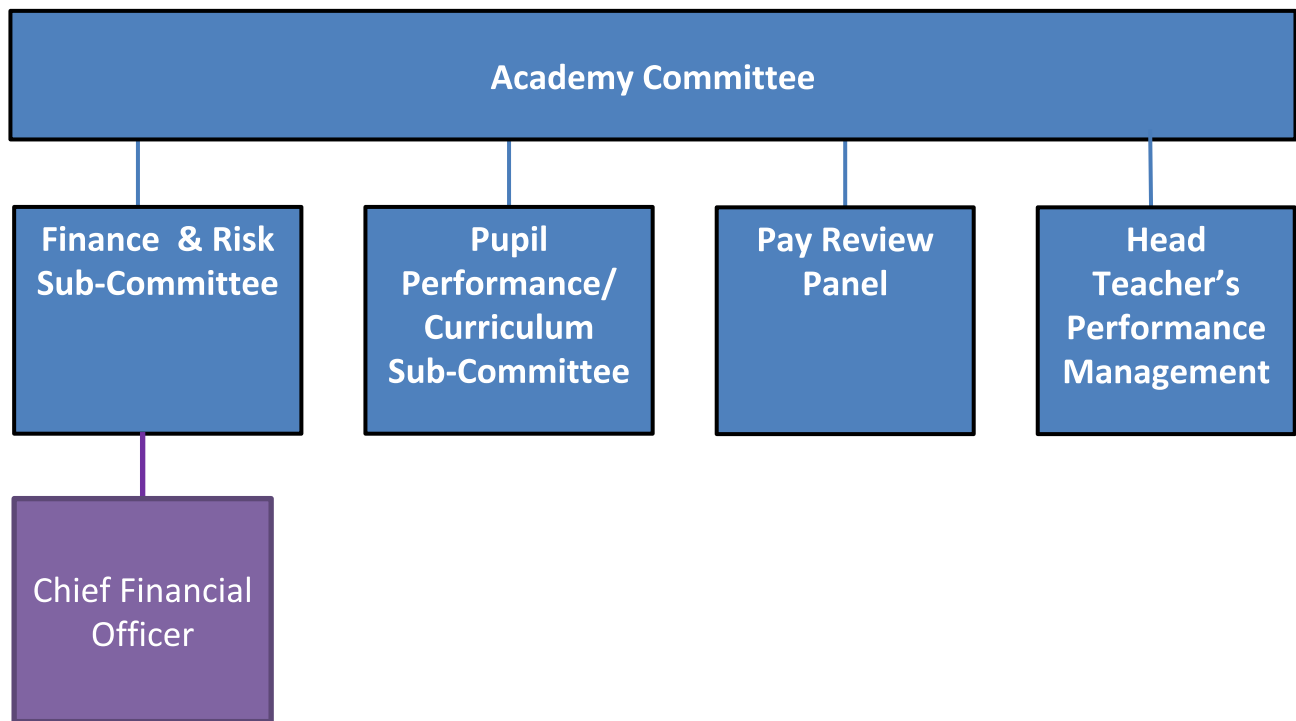 Academy Committee
Finance & Risk
Sub-Committee
Pupil
Performance/
Curriculum
Sub-Committee
Pay Review
Panel
Head
Teacher’s
Performance
Management
Chief Financial
Officer